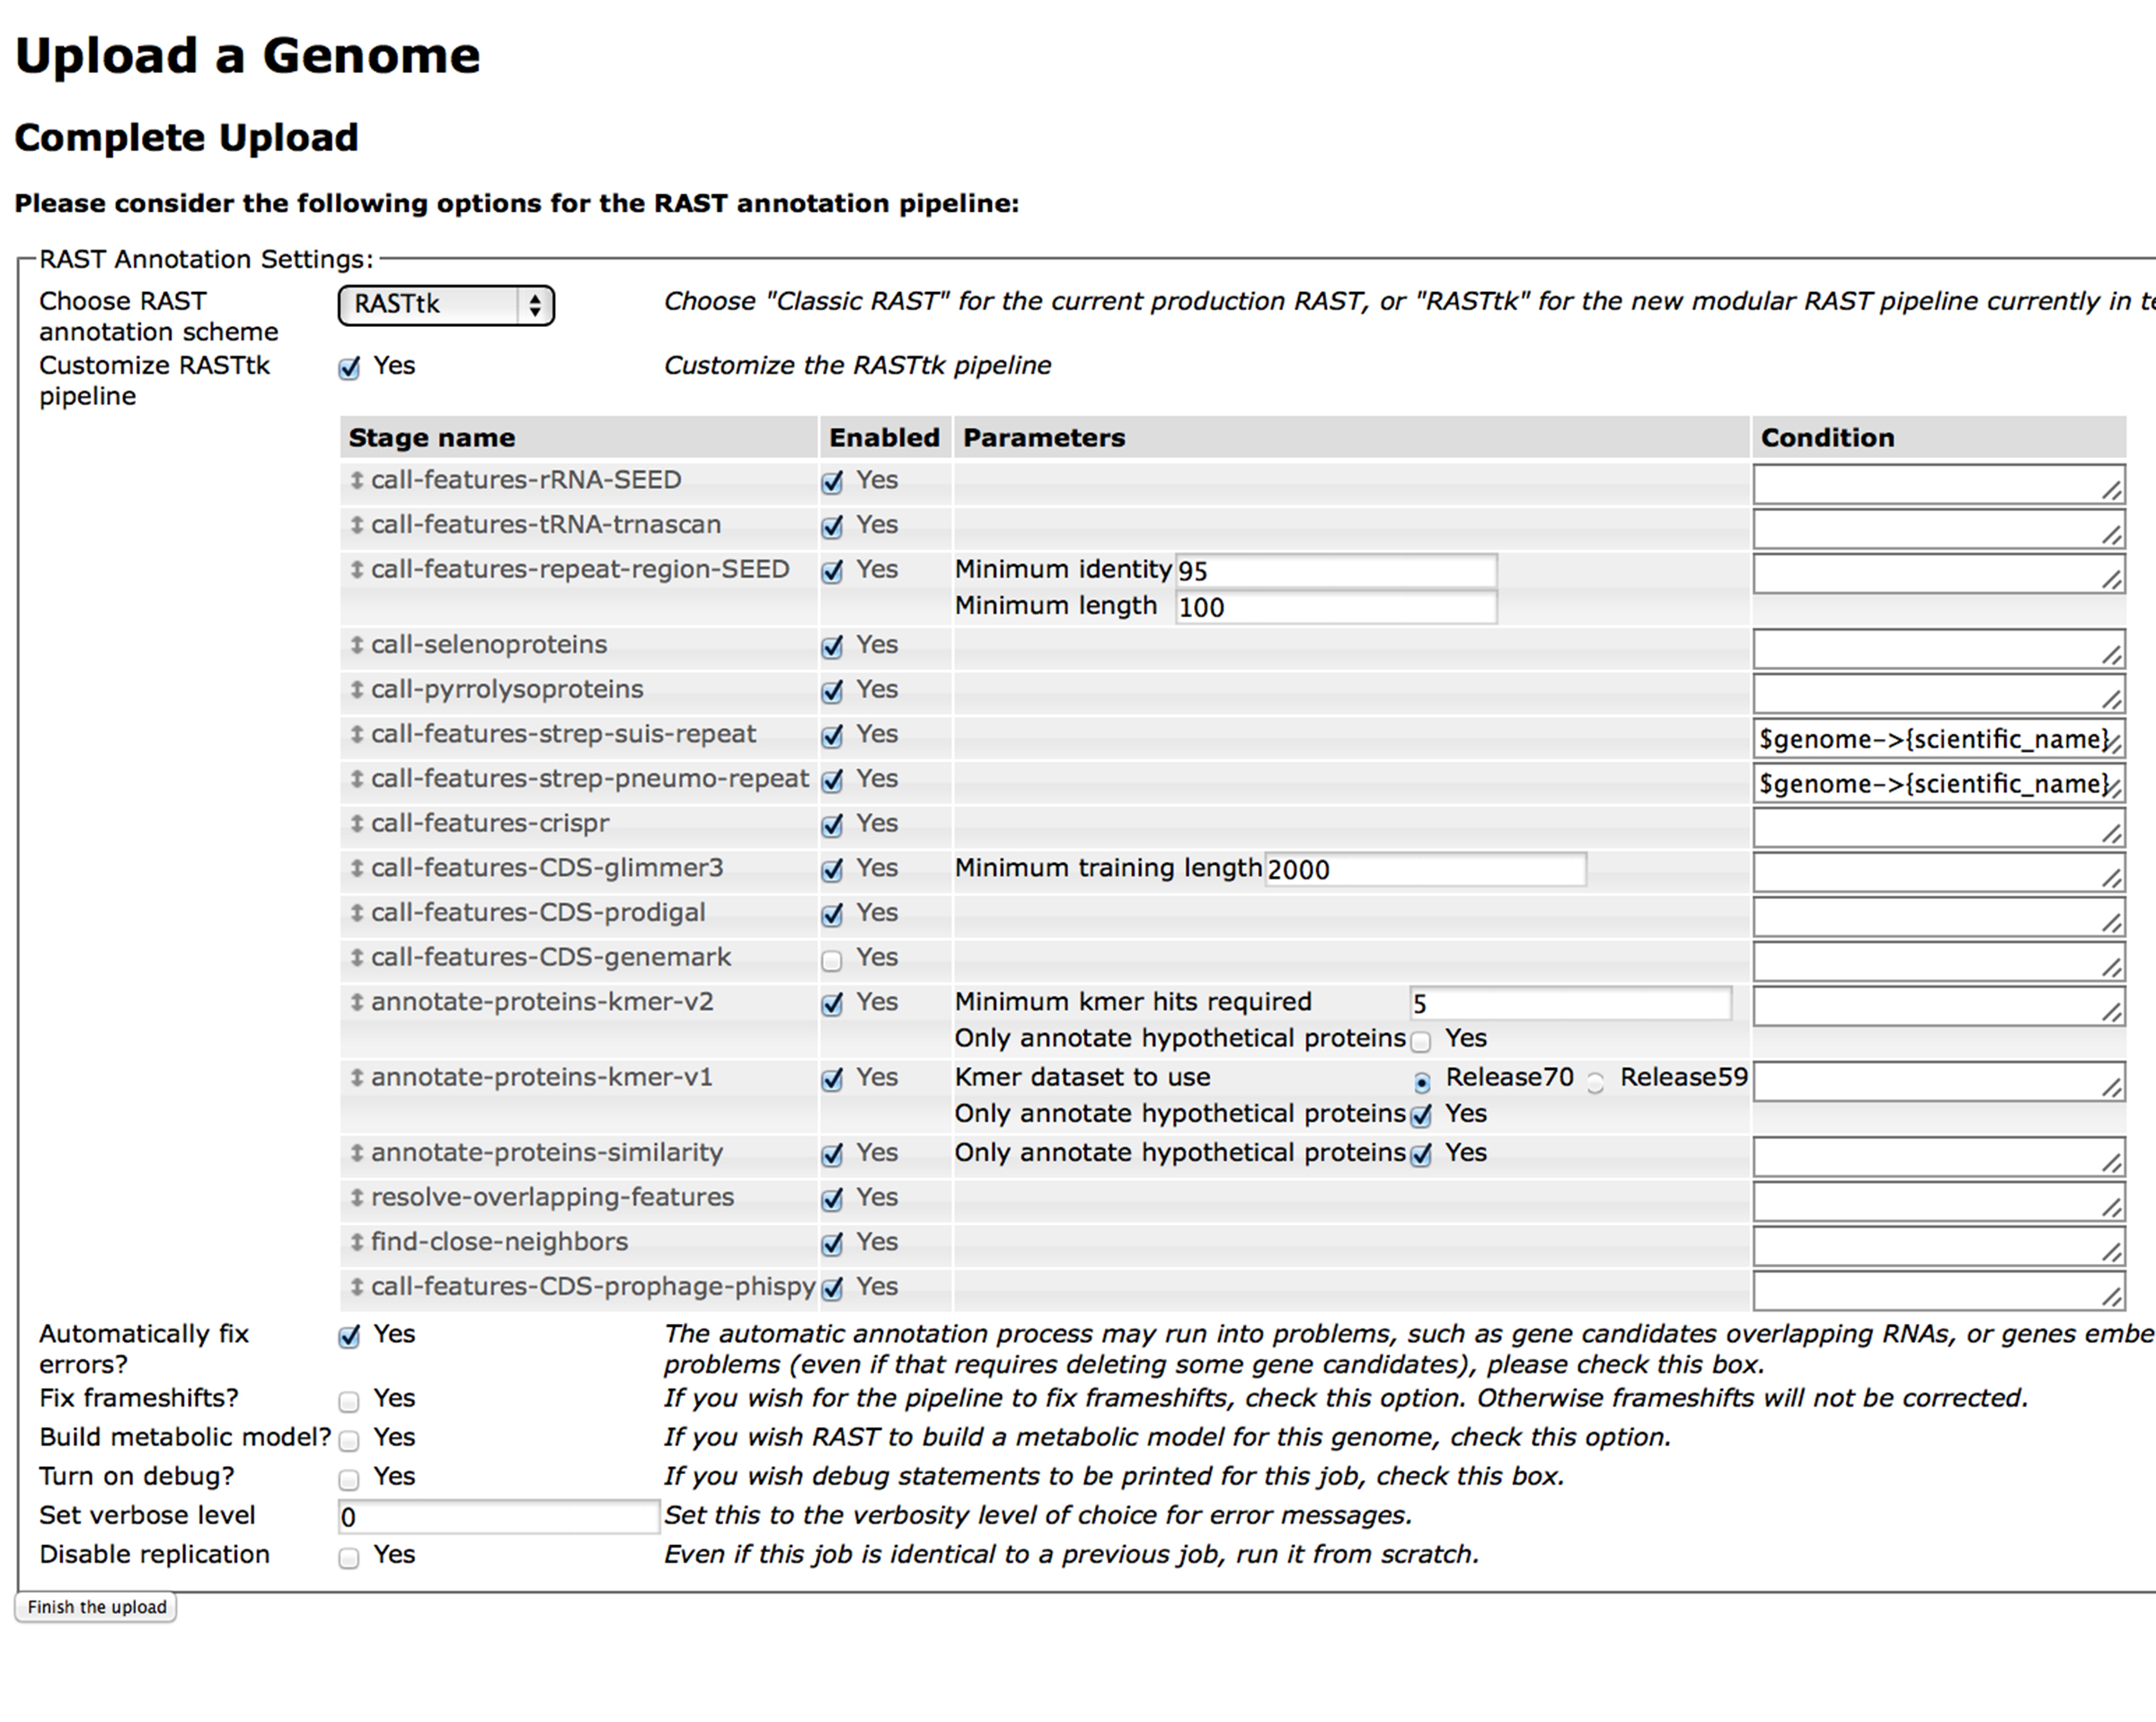 Upload a Genome
Complete Upload
Please consider the following options for the RAST annotation pipeline:
RAST Annotation Settings:
Choose RAST annotation scheme RASTtk Choose "Classic RAST" for the current production RAST, or "RASTtk" for the new modular RAST pipeline currently in
Customize RASTtk pipeline Yes Customize the RASTtk pipeline
Stage name Enabled Parameters Condition
call-features-rRNA-SEED Yes
call-features-tRNA-trnascan Yes
call-features-repeat-region-SEED Yes Minimum identity 95
Minimum length 100
call-selenoproteins Yes
call-pyrrolysoproteins Yes
call-features-strep-suis-repeat Yes $genome->{scientific_name}
call-features-strep-pneumo-repeat Yes $genome->{scientific_name}
call-features-crispr Yes
call-features-CDS-glimmer3 Yes Minimum training length 2000
call-features-CDS-prodigal Yes
call-features-CDS-genemark Yes
annotate-proteins-kmer-v2 Yes Minimum kmer hits required 5
Only annotate hypothetical proteins Yes
annotate-proteins-kmer-v1 Yes Kmer dataset to use Release70 Release59
Only annotate hypothetical proteins Yes
annotate-proteins-similarity Yes Only annotate hypothetical proteins Yes
resolve-overlapping-features Yes
find-close-neighbors Yes
call-features-CDS-prophage-phispy Yes
Automatically fix errors? Yes The automatic annotation process may run into problems, such as gene candidates overlapping RNAs, or genes
problems (even if that requires deleting some gene candidates), please check this box.
Fix frameshifts? Yes If you wish for the pipeline to fix frameshifts, check this option. Otherwise frameshifts will not be corrected.
Build metabolic model? Yes If you wish RAST to build a metabolic model for this genome, check this option.
Turn on debug? Yes If you wish debug statements to be printed for this job, check this box.
Set verbose level 0 Set this to the verbosity level of choice for error messages.
Disable replication Yes Even if this job is identical to a previous job, run it from scratch.
Finish the upload